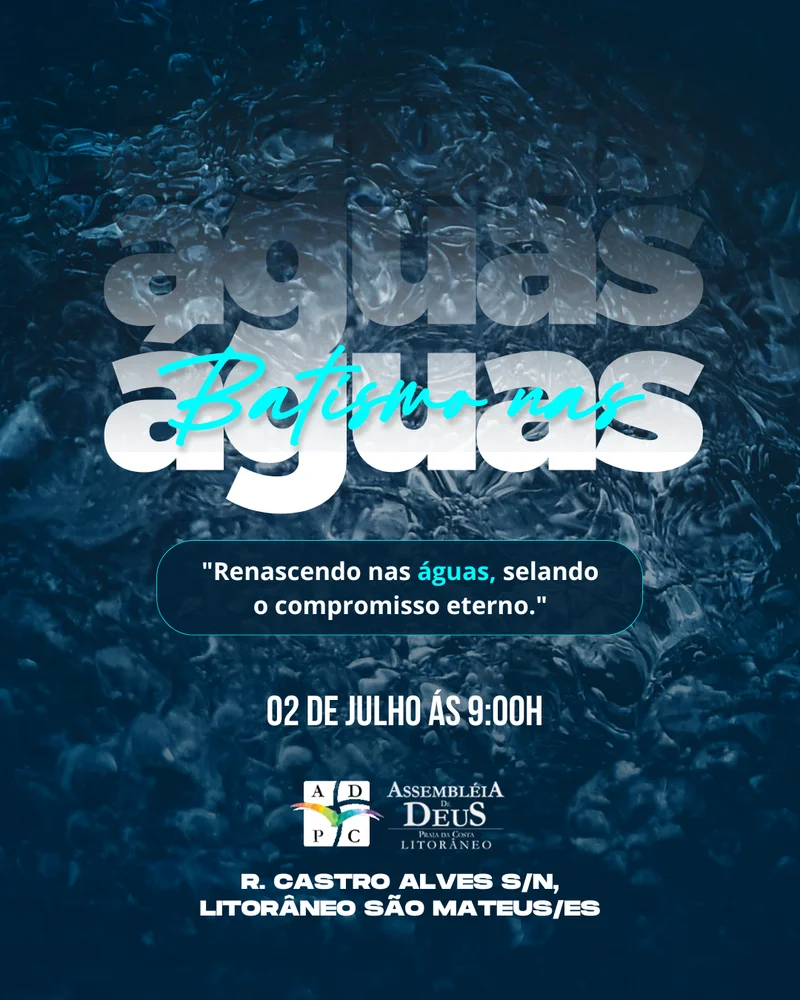 águas
águas
Batismo nas
"Renascendo nas águas, selando
o compromisso eterno."
02 DE JULHO ÁS 9:00H
A D
P C
ASSEMBLÉIA
DE
DEUS
PRAIA DA COSTA
LITORÂNEO
R. CASTRO ALVES S/N,
LITORÂNEO SÃO MATEUS/ES